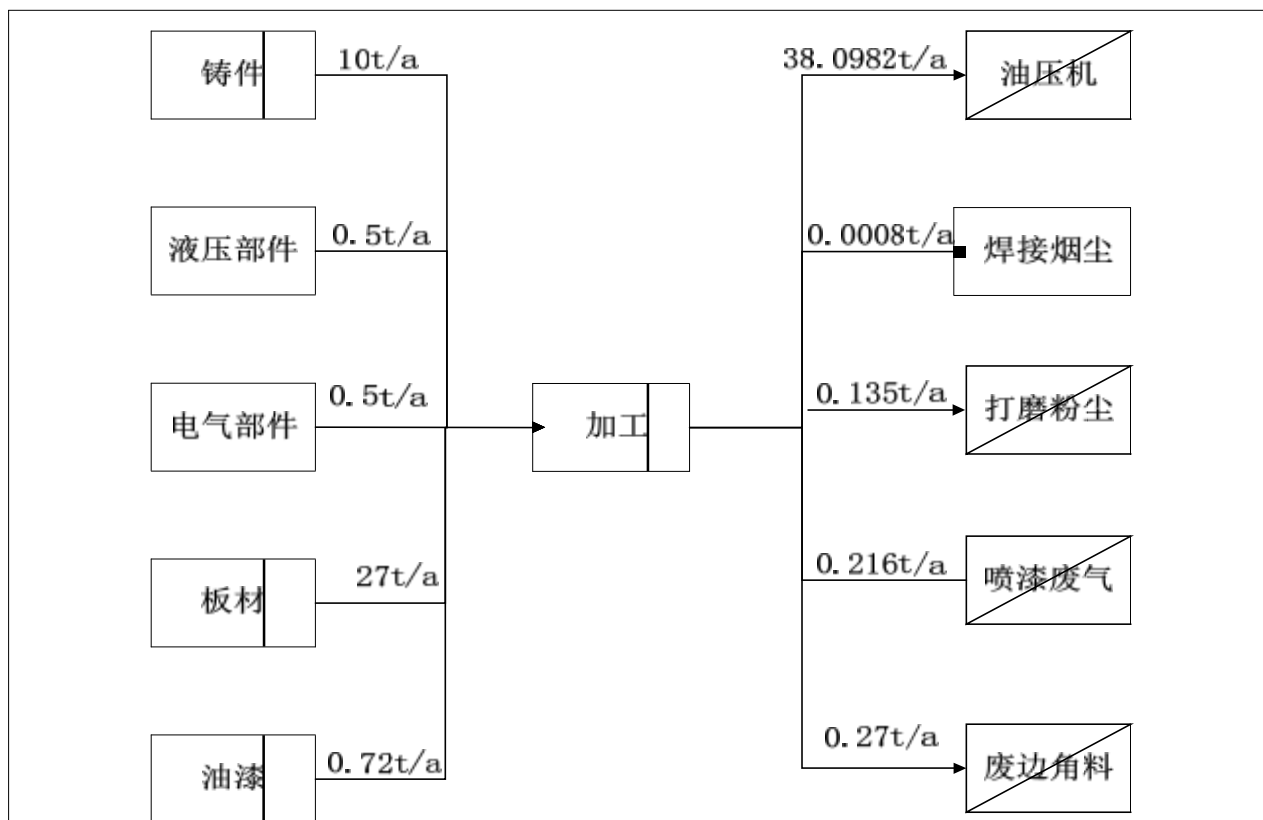 铸件
10t/a
38.0982t/a
油压机
液压部件
0.5t/a
0.0008t/a
焊接烟尘
电气部件
0.5t/a
加工
0.135t/a
打磨粉尘
板材
27t/a
0.216t/a
喷漆废气
油漆
0.72t/a
0.27t/a
废边角料